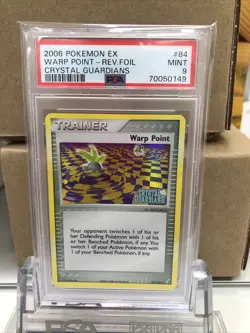 2006 POKEMON EX #84
WARP POINT - REV.FOIL MINT
CRYSTAL GUARDIANS 9
PSA 70050149
TRAINER
Warp Point
CRYSTAL
GUARDIANS
Your opponent switches 1 of his or
her Defending Pokémon with 1 of his
or her Benched Pokémon, if any. You
switch 1 of your Active Pokémon with
1 of your Benched Pokémon, if any.
PSA